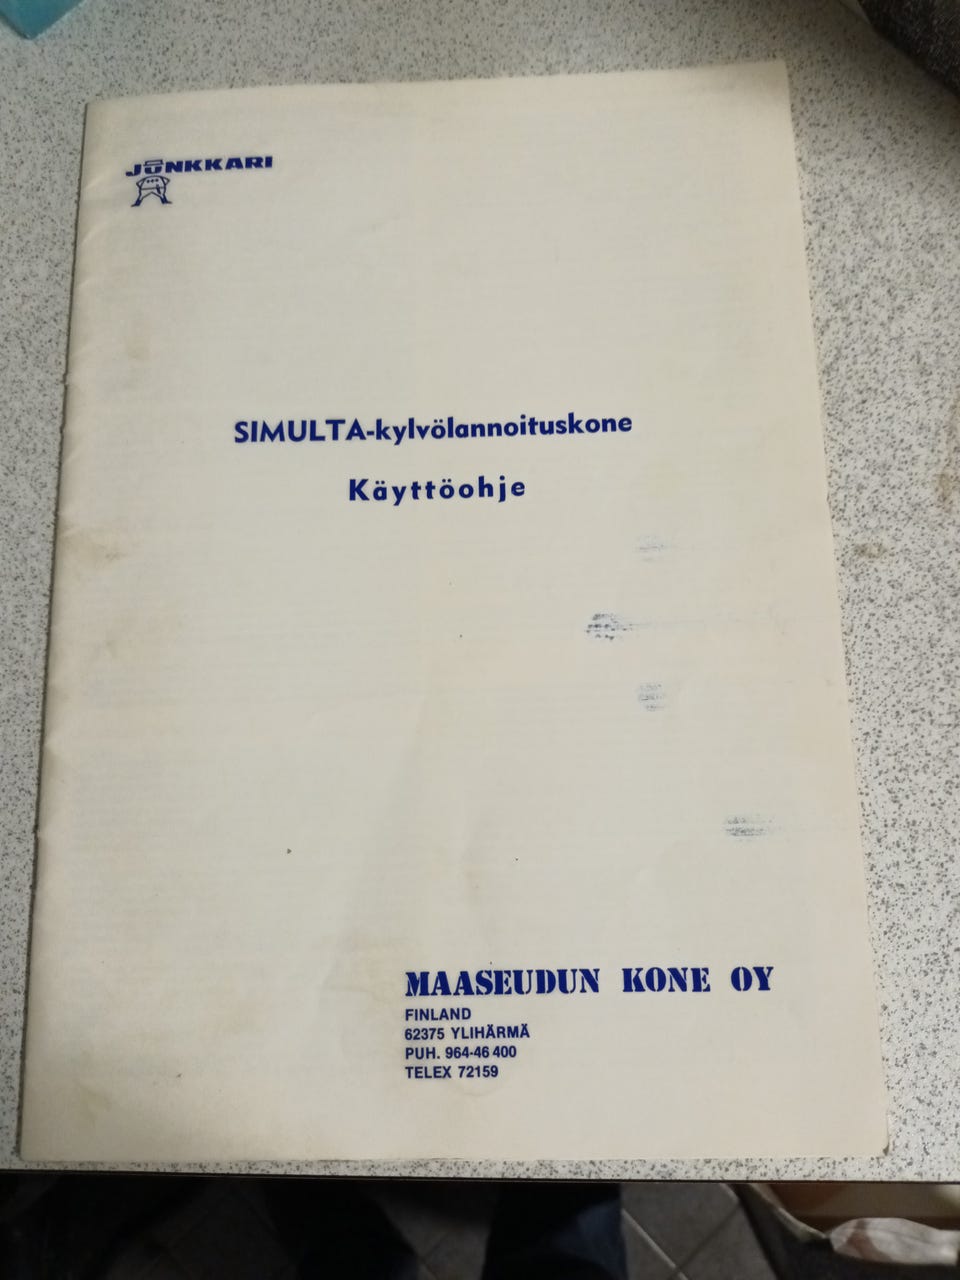 JUNKKARI
SIMULTA-kylvölannoituskone
Käyttöohje
MAASEUDUN KONE OY
FINLAND
62375 YLIHÄRMÄ
PUH. 964-46 400
TELEX 72159